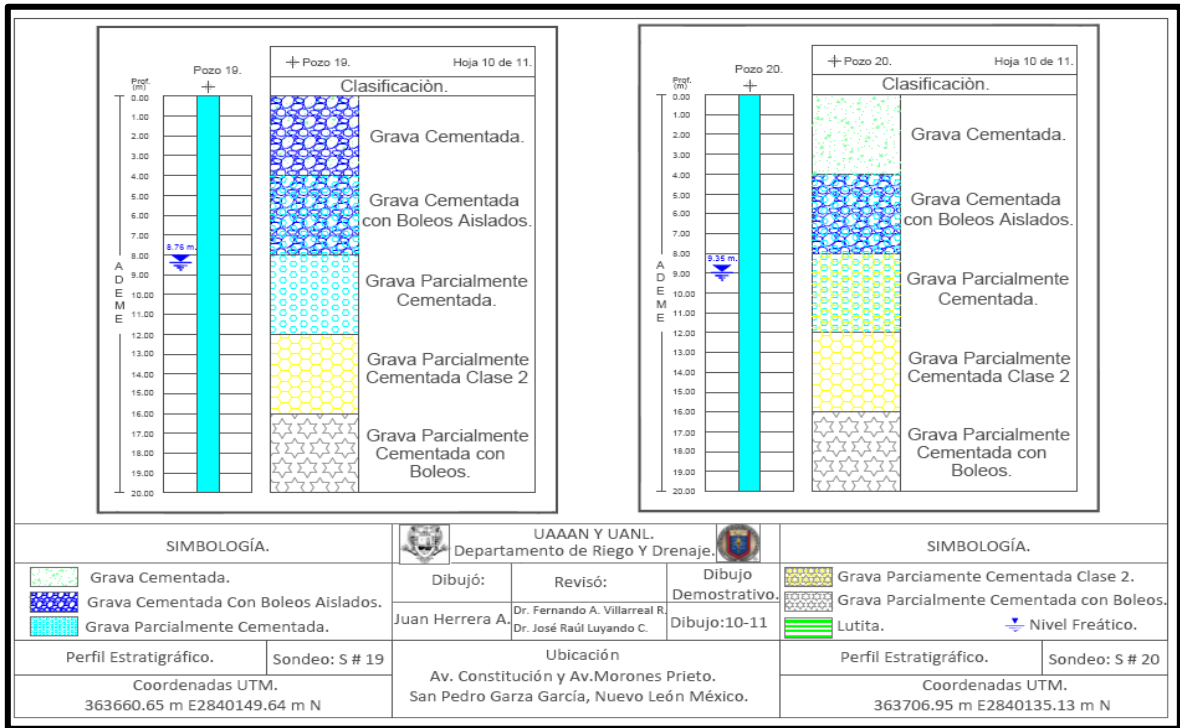 Pozo 19.
Prof.
(m)
0.00
1.00
2.00
3.00
4.00
5.00
6.00
7.00
8.00
9.00
10.00
11.00
12.00
13.00
14.00
15.00
16.00
17.00
18.00
19.00
20.00
ADEME
8.76 m.
Pozo 19. Hoja 10 de 11.
Clasificaciòn.
Grava Cementada.
Grava Cementada
con Boleos Aislados.
Grava Parcialmente
Cementada.
Grava Parcialmente
Cementada Clase 2
Grava Parcialmente
Cementada con
Boleos.
Pozo 20.
Prof.
(m)
0.00
1.00
2.00
3.00
4.00
5.00
6.00
7.00
8.00
9.00
10.00
11.00
12.00
13.00
14.00
15.00
16.00
17.00
18.00
19.00
20.00
ADEME
9.35 m.
Pozo 20. Hoja 10 de 11.
Clasificaciòn.
Grava Cementada.
Grava Cementada
con Boleos Aislados.
Grava Parcialmente
Cementada.
Grava Parcialmente
Cementada Clase 2
Grava Parcialmente
Cementada con
Boleos.
SIMBOLOGÍA.
Grava Cementada.
Grava Cementada Con Boleos Aislados.
Grava Parcialmente Cementada.
Perfil Estratigráfico. Sondeo: S # 19
Coordenadas UTM.
363660.65 m E2840149.64 m N
UAAAN Y UANL.
Departamento de Riego Y Drenaje.
Dibujó:
Juan Herrera A.
Revisó:
Dr. Fernando A. Villarreal R.
Dr. José Raúl Luyando C.
Dibujo
Demostrativo.
Dibujo:10-11
Ubicación
Av. Constitución y Av.Morones Prieto.
San Pedro Garza García, Nuevo León México.
SIMBOLOGÍA.
Grava Parciamente Cementada Clase 2.
Grava Parcialmente Cementada con Boleos.
Lutita. Nivel Freático.
Perfil Estratigráfico. Sondeo: S # 20
Coordenadas UTM.
363706.95 m E2840135.13 m N